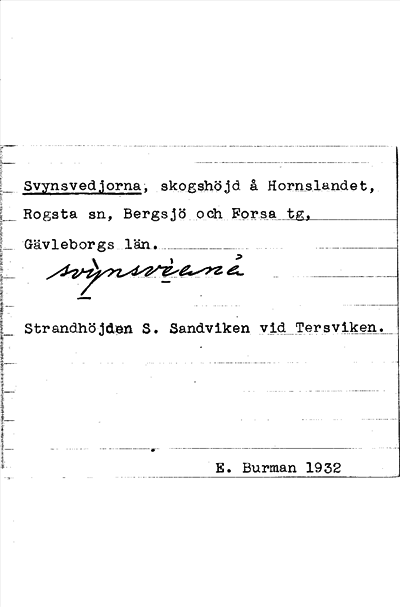 Svynsvedjorna, skogshöjd å Hornslandet,
Rogsta sn, Bergsjö och Forsa tg,
Gävleborgs län.
Strandhöjden S. Sandviken vid Tersviken.
E. Burman 1932